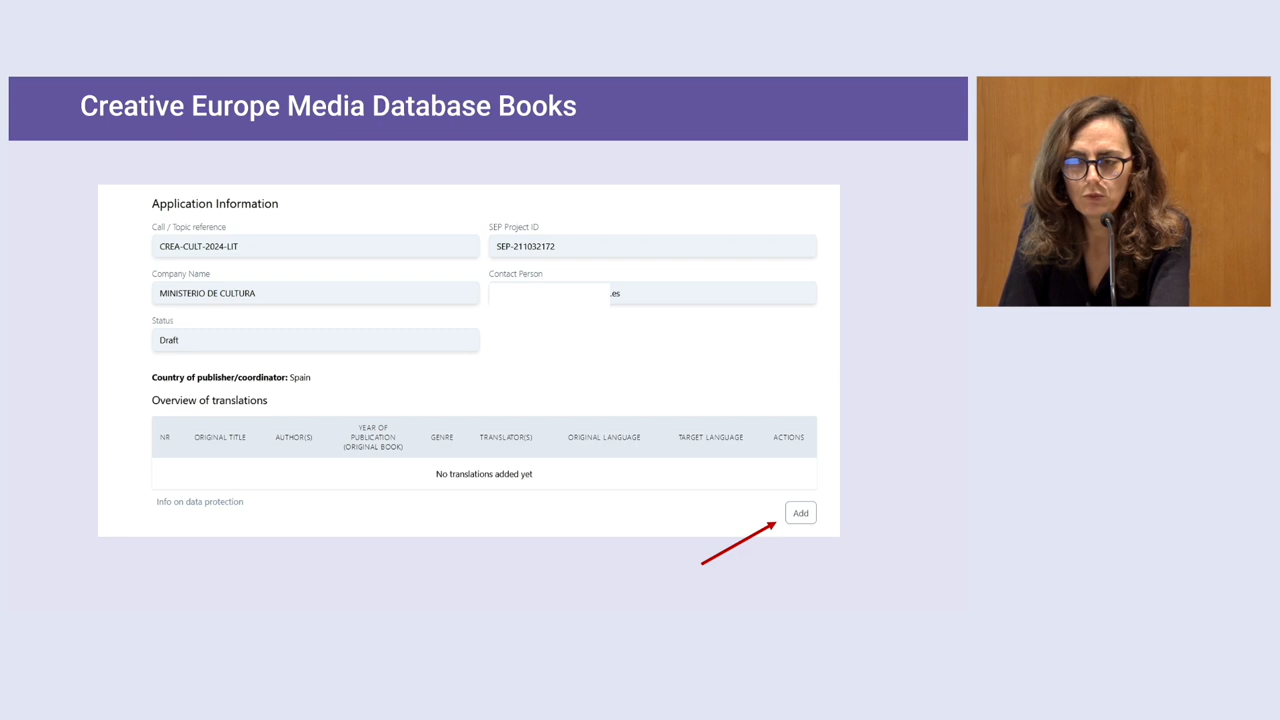 Creative Europe Media Database Books
Application Information
Call / Topic reference
SEP Project ID
CREA-CULT-2024-LIT
SEP-211032172
Company Name
Contact Person
MINISTERIO DE CULTURA
.es
Status
Draft
Country of publisher/coordinator: Spain
Overview of translations
NR
ORIGINAL TITLE
AUTHOR(S)
YEAR OF
PUBLICATION
(ORIGINAL BOOK)
GENRE
TRANSLATOR(S)
ORIGINAL LANGUAGE
TARGET LANGUAGE
ACTIONS
No translations added yet
Info on data protection
Add